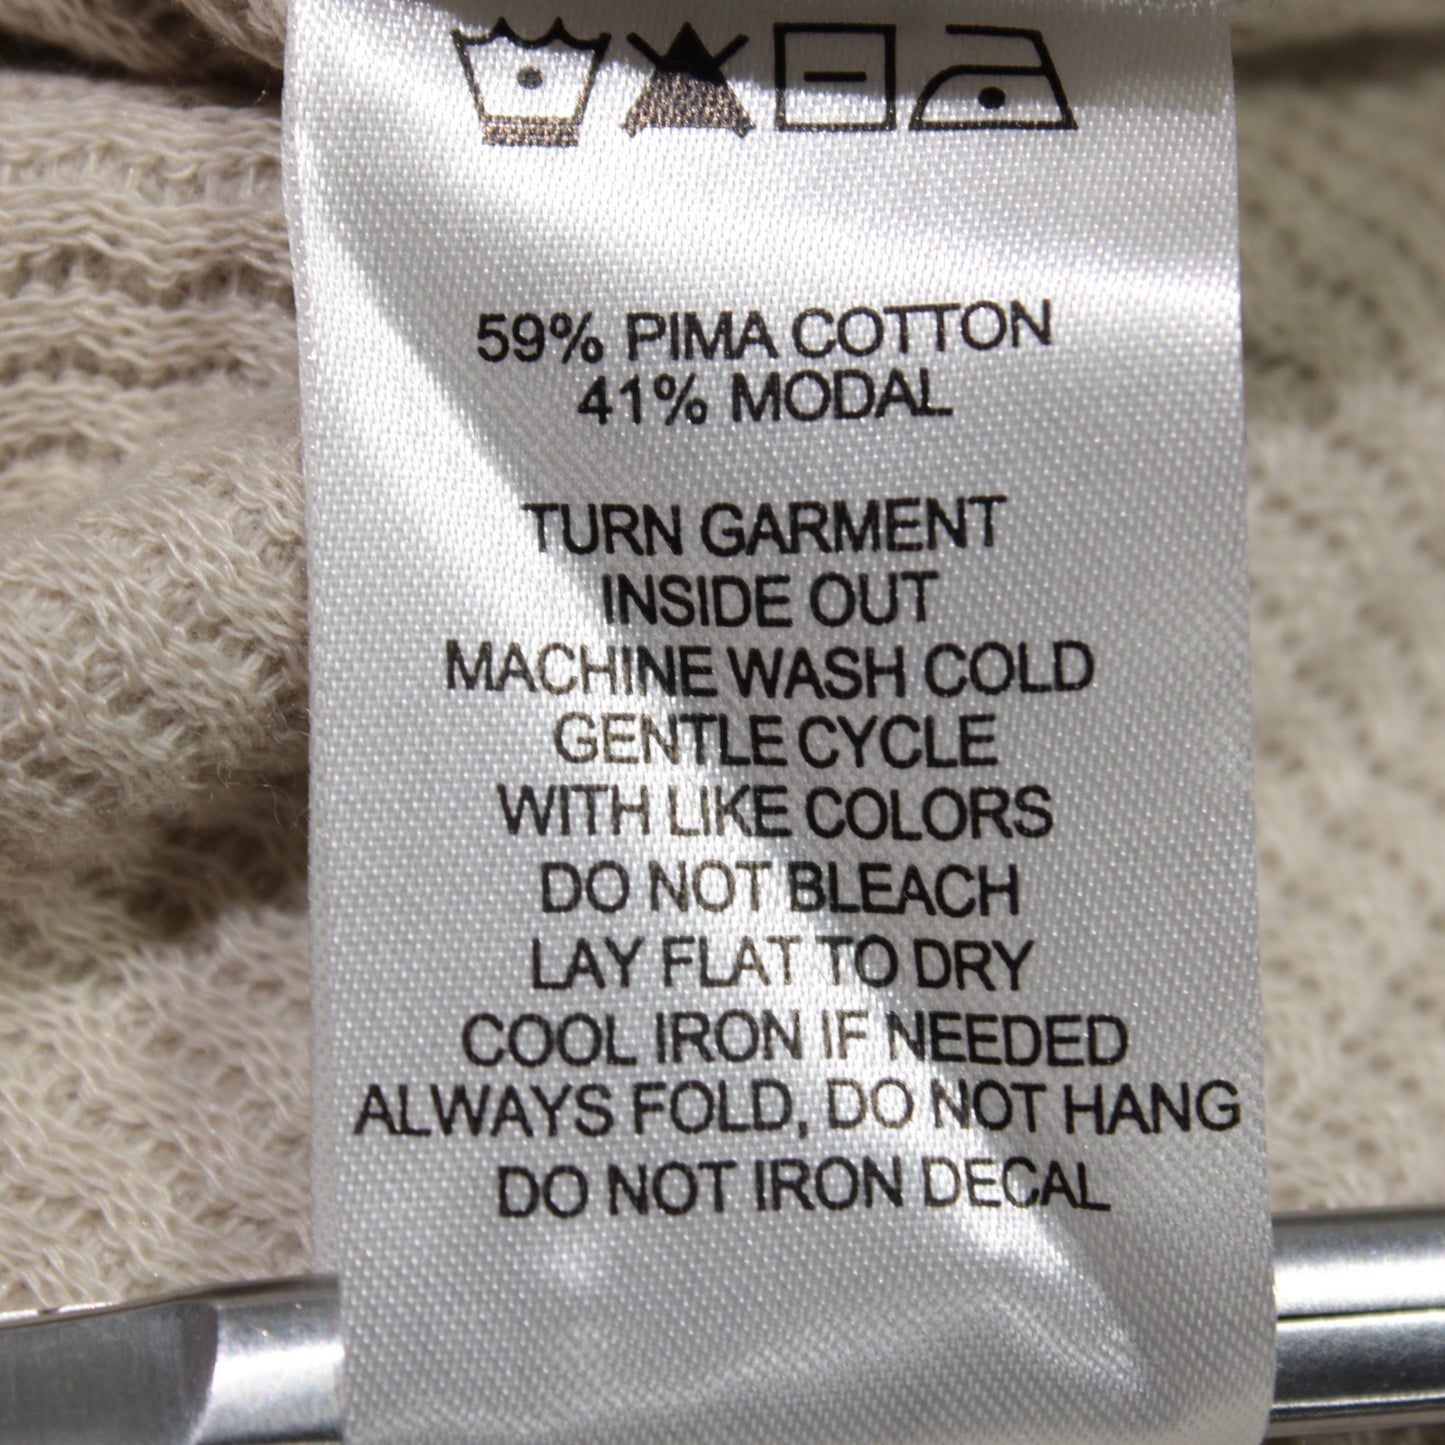 59% PIMA COTTON
41% MODAL
TURN GARMENT
INSIDE OUT
MACHINE WASH COLD
GENTLE CYCLE
WITH LIKE COLORS
DO NOT BLEACH
LAY FLAT TO DRY
COOL IRON IF NEEDED
ALWAYS FOLD, DO NOT HANG
DO NOT IRON DECAL